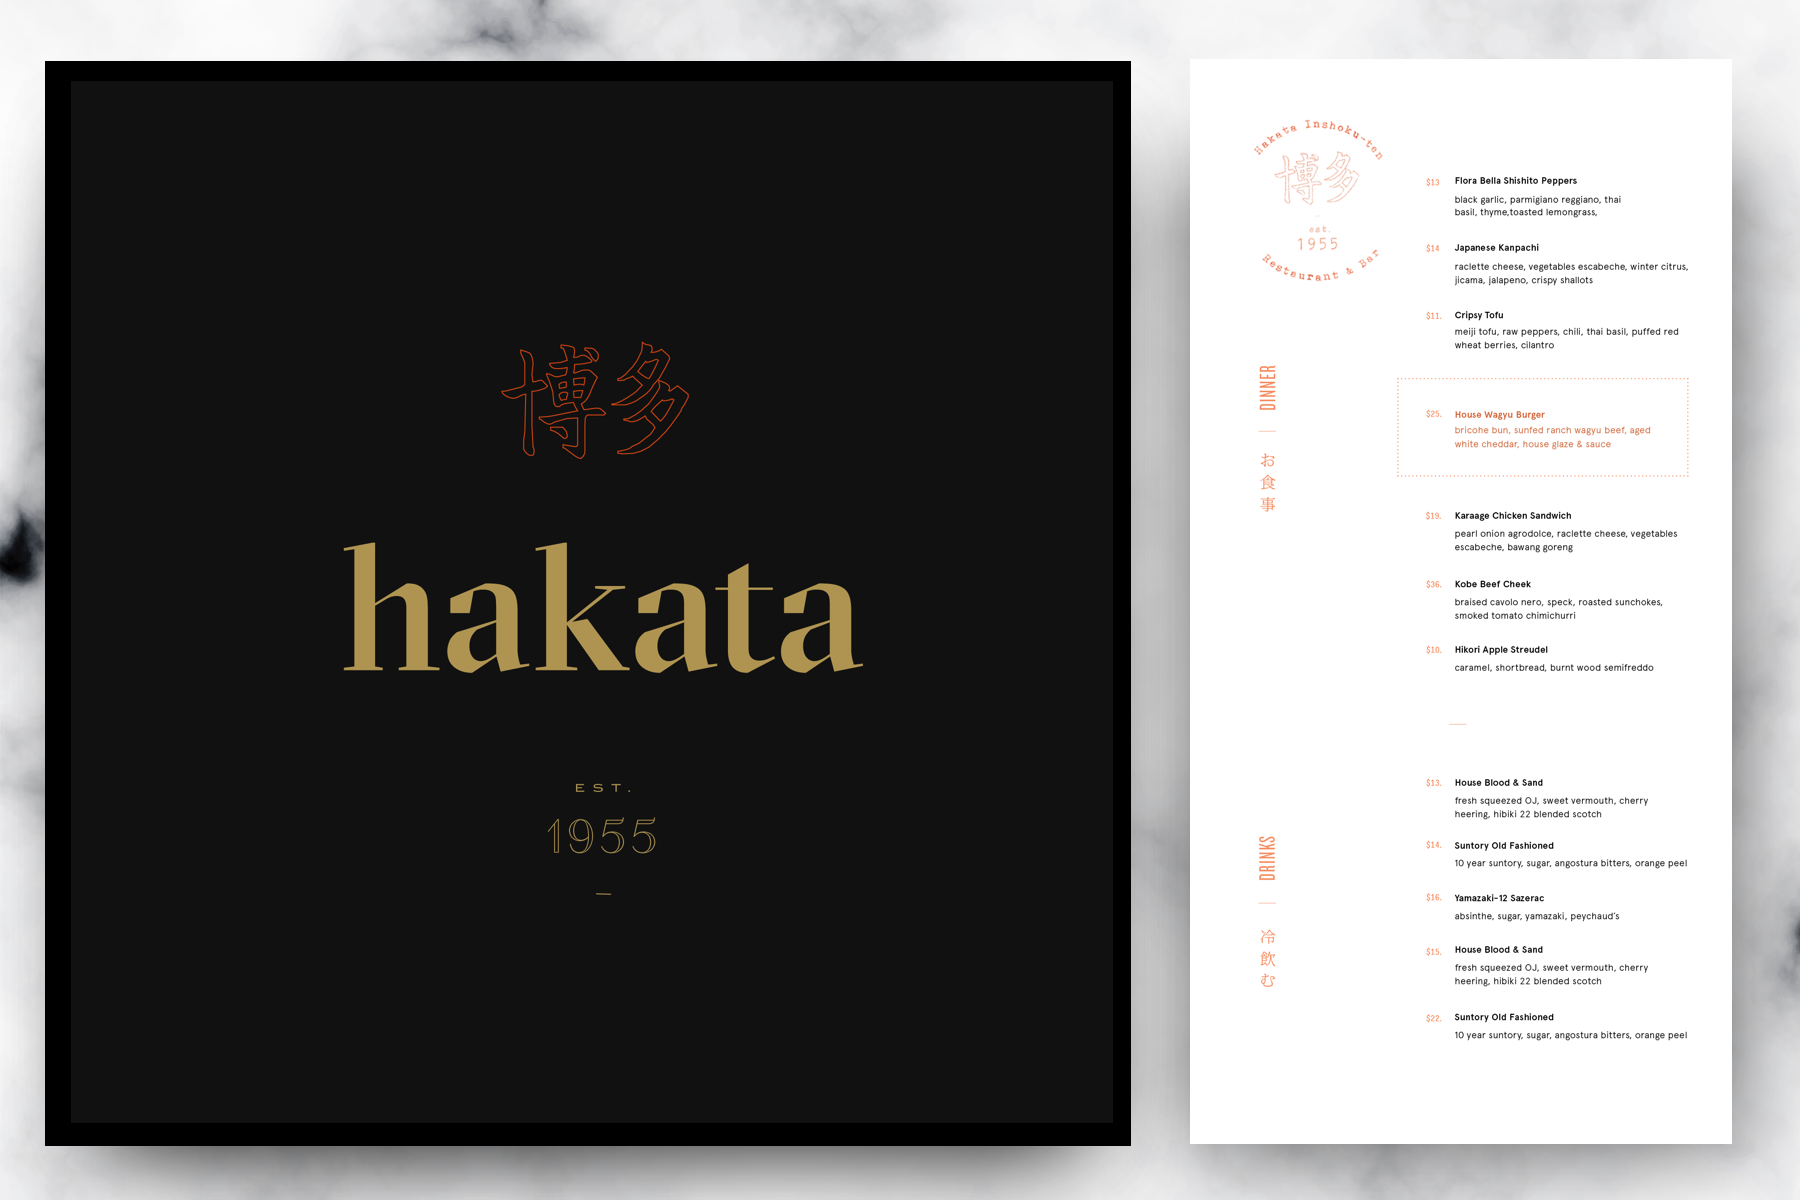 博多
hakata
EST.
1955
Hakata Inshoku-ten
博多
est.
1955
Restaurant & Bar
DINNER
お食事
$13 Flora Bella Shishito Peppers
black garlic, parmigiano reggiano, thai
basil, thyme,toasted lemongrass,
$14 Japanese Kanpachi
raclette cheese, vegetables escabeche, winter citrus,
jicama, jalapeno, crispy shallots
$11. Cripsy Tofu
meiji tofu, raw peppers, chili, thai basil, puffed red
wheat berries, cilantro
$25. House Wagyu Burger
bricohe bun, sunfed ranch wagyu beef, aged
white cheddar, house glaze & sauce
$19. Karaage Chicken Sandwich
pearl onion agrodolce, raclette cheese, vegetables
escabeche, bawang goreng
$36. Kobe Beef Cheek
braised cavolo nero, speck, roasted sunchokes,
smoked tomato chimichurri
$10. Hikori Apple Streudel
caramel, shortbread, burnt wood semifreddo
DRINKS
冷飲む
$13. House Blood & Sand
fresh squeezed OJ, sweet vermouth, cherry
heering, hibiki 22 blended scotch
$14. Suntory Old Fashioned
10 year suntory, sugar, angostura bitters, orange peel
$16. Yamazaki-12 Sazerac
absinthe, sugar, yamazaki, peychaud's
$15. House Blood & Sand
fresh squeezed OJ, sweet vermouth, cherry
heering, hibiki 22 blended scotch
$22. Suntory Old Fashioned
10 year suntory, sugar, angostura bitters, orange peel